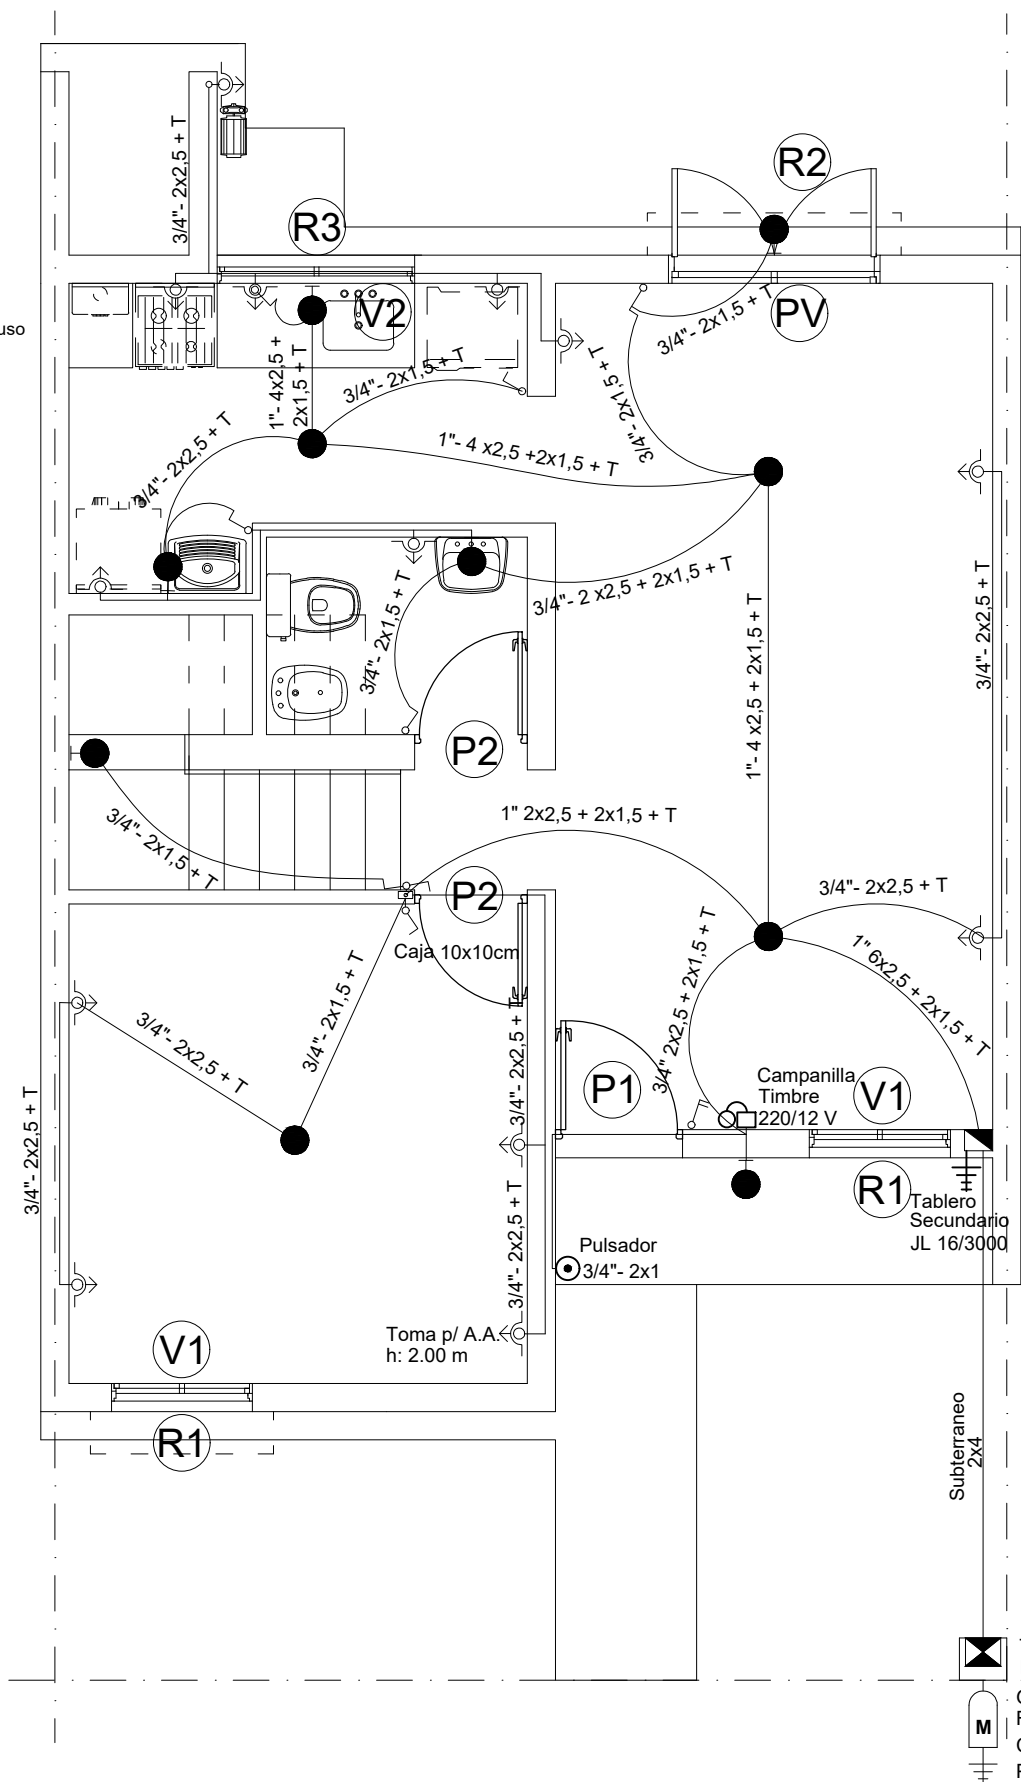 3/4"- 2x2,5 + T
R2
R3
V2
PV
uso
3/4"- 2x1,5 + T
1"- 4x2,5 +
2x1,5 + T
3/4"- 2x1,5 + T
3/4"- 2x1,5 + T
3/4"- 2x2,5 + T
1"- 4 x2,5 +2x1,5 + T
3/4"- 2 x2,5 + 2x1,5 + T
3/4"- 2x1,5 + T
3/4"- 2x2,5 + T
1"- 4 x2,5 + 2x1,5 + T
P2
3/4"- 2x1,5 + T
1" 2x2,5 + 2x1,5 + T
P2
3/4"- 2x2,5 + T
Caja 10x10cm
3/4" 2x2,5 + 2x1,5 + T
1" 6x2,5 + 2x1,5 + T
3/4"- 2x1,5 + T
3/4"- 2x2,5 + T
3/4"- 2x2,5 + T
P1
Campanilla
Timbre
220/12 V
V1
3/4"- 2x2,5 + T
R1
Tablero
Secundario
JL 16/3000
3/4"- 2x2,5 + T
Pulsador
3/4"- 2x1
Toma p/ A.A.
h: 2.00 m
V1
R1
Subterraneo
2x4
M